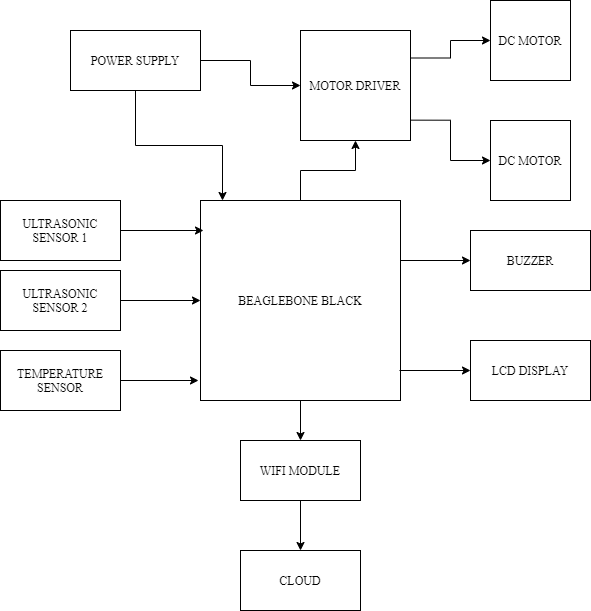 DC MOTOR
POWER SUPPLY
MOTOR DRIVER
DC MOTOR
ULTRASONIC
SENSOR 1
BUZZER
ULTRASONIC
SENSOR 2
BEAGLEBONE BLACK
TEMPERATURE
SENSOR
LCD DISPLAY
WIFI MODULE
CLOUD